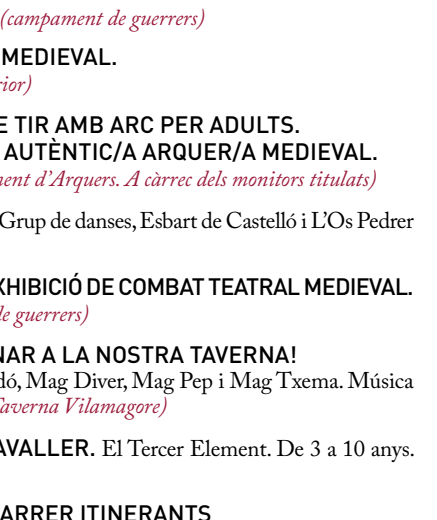 (campament de guerrers)
MEDIEVAL.
rior)
E TIR AMB ARC PER ADULTS.
AUTÈNTIC/A ARQUER/A MEDIEVAL.
ment d'Arquers. A càrrec dels monitors titulats)
Grup de danses, Esbart de Castelló i L'Os Pedrer
XHIBICIÓ DE COMBAT TEATRAL MEDIEVAL.
de guerrers)
NAR A LA NOSTRA TAVERNA!
dó, Mag Diver, Mag Pep i Mag Txema. Música
Taverna Vilamagore)
AVALLER. El Tercer Element. De 3 a 10 anys.
ARRER ITINERANTS